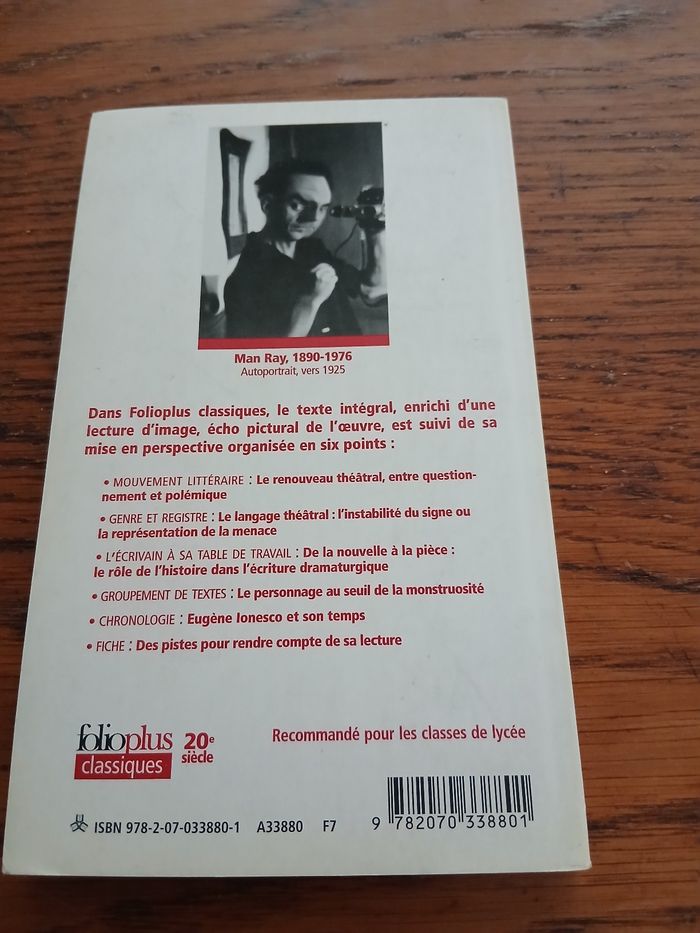 Man Ray, 1890-1976
Autoportrait, vers 1925
Dans Folioplus classiques, le texte intégral, enrichi d'une
lecture d'image, écho pictural de l'œuvre, est suivi de sa
mise en perspective organisée en six points :
• MOUVEMENT LITTÉRAIRE : Le renouveau théâtral, entre question-
nement et polémique
• GENRE ET REGISTRE : Le langage théâtral : l'instabilité du signe ou
la représentation de la menace
• L'ÉCRIVAIN À SA TABLE DE TRAVAIL : De la nouvelle à la pièce :
le rôle de l'histoire dans l'écriture dramaturgique
• GROUPEMENT DE TEXTES : Le personnage au seuil de la monstruosité
• CHRONOLOGIE : Eugène Ionesco et son temps
• FICHE : Des pistes pour rendre compte de sa lecture
folioplus
classiques
20e
siècle
Recommandé pour les classes de lycée
ISBN 978-2-07-033880-1 A33880 F7
9 782070 338801